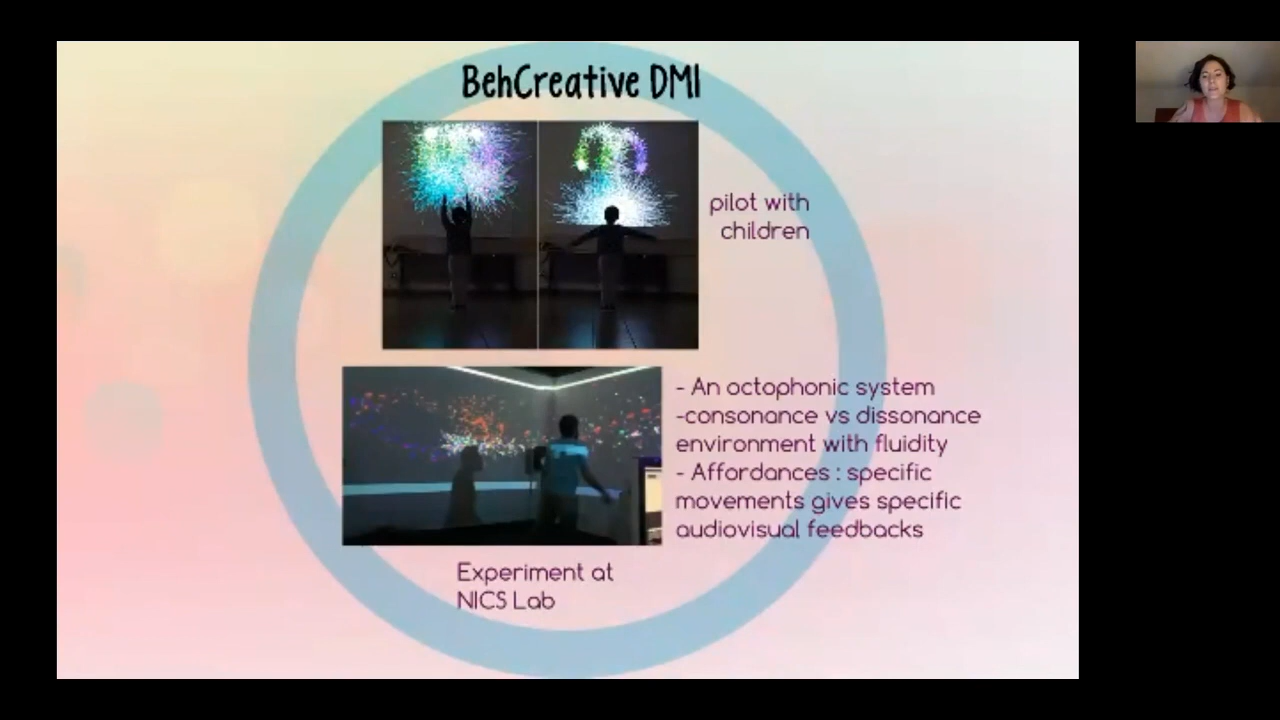 BehCreative DMI
pilot with
children
- An octophonic system
-consonance vs dissonance
environment with fluidity
- Affordances : specific
movements gives specific
audiovisual feedbacks
Experiment at
NICS Lab